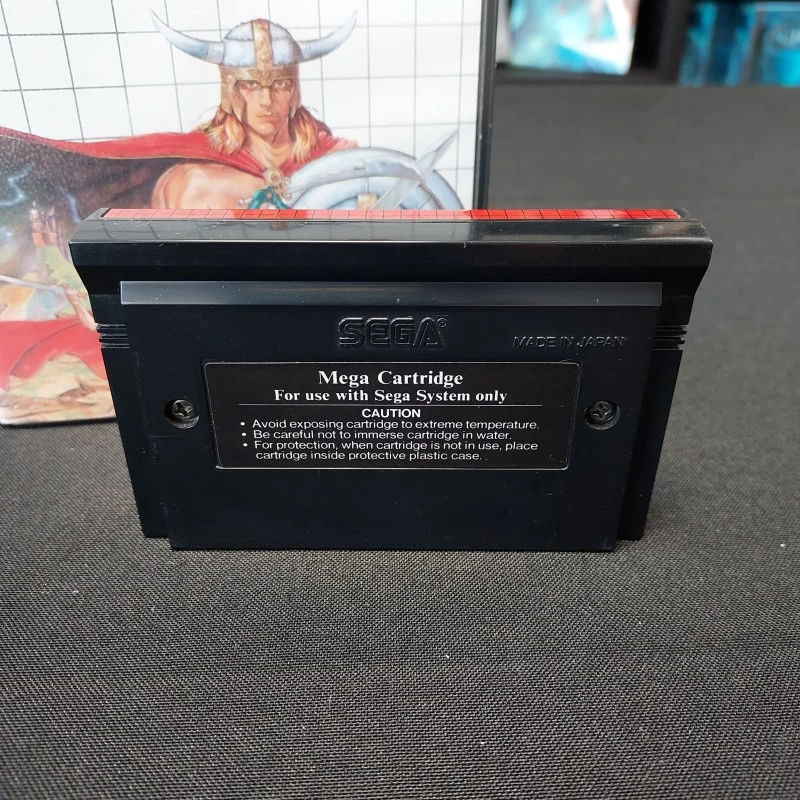 SEGA®
MADE IN JAPAN
Mega Cartridge
For use with Sega System only
CAUTION
• Avoid exposing cartridge to extreme temperature.
• Be careful not to immerse cartridge in water.
• For protection, when cartridge is not in use, place
cartridge inside protective plastic case.